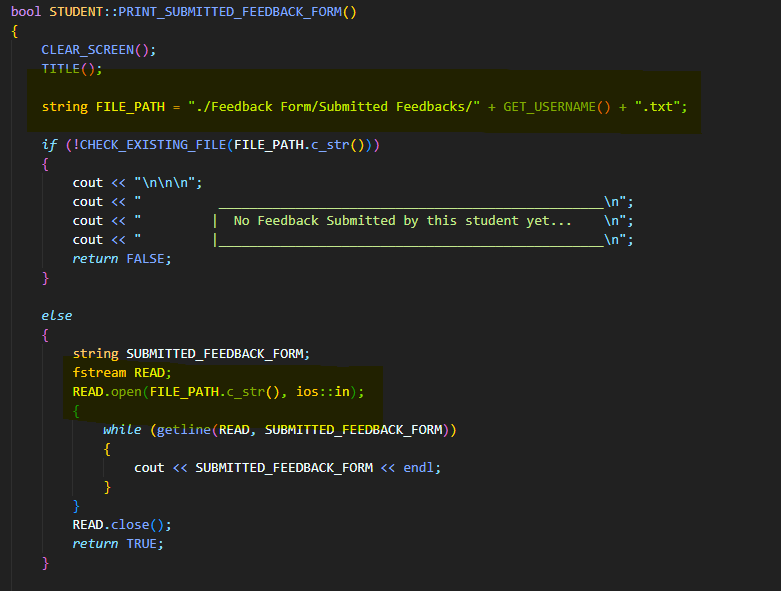 bool STUDENT::PRINT_SUBMITTED_FEEDBACK_FORM()
{
    CLEAR_SCREEN();
    TITLE();

    string FILE_PATH = "./Feedback Form/Submitted Feedbacks/" + GET_USERNAME() + ".txt";

    if (!CHECK_EXISTING_FILE(FILE_PATH.c_str()))
    {
        cout << "\n\n\n";
        cout << "          __________________________________________________\n";
        cout << "         |  No Feedback Submitted by this student yet...    \n";
        cout << "         |__________________________________________________\n";
        return FALSE;
    }

    else
    {
        string SUBMITTED_FEEDBACK_FORM;
        fstream READ;
        READ.open(FILE_PATH.c_str(), ios::in);
        {
            while (getline(READ, SUBMITTED_FEEDBACK_FORM))
            {
                cout << SUBMITTED_FEEDBACK_FORM << endl;
            }
        }
        READ.close();
        return TRUE;
    }